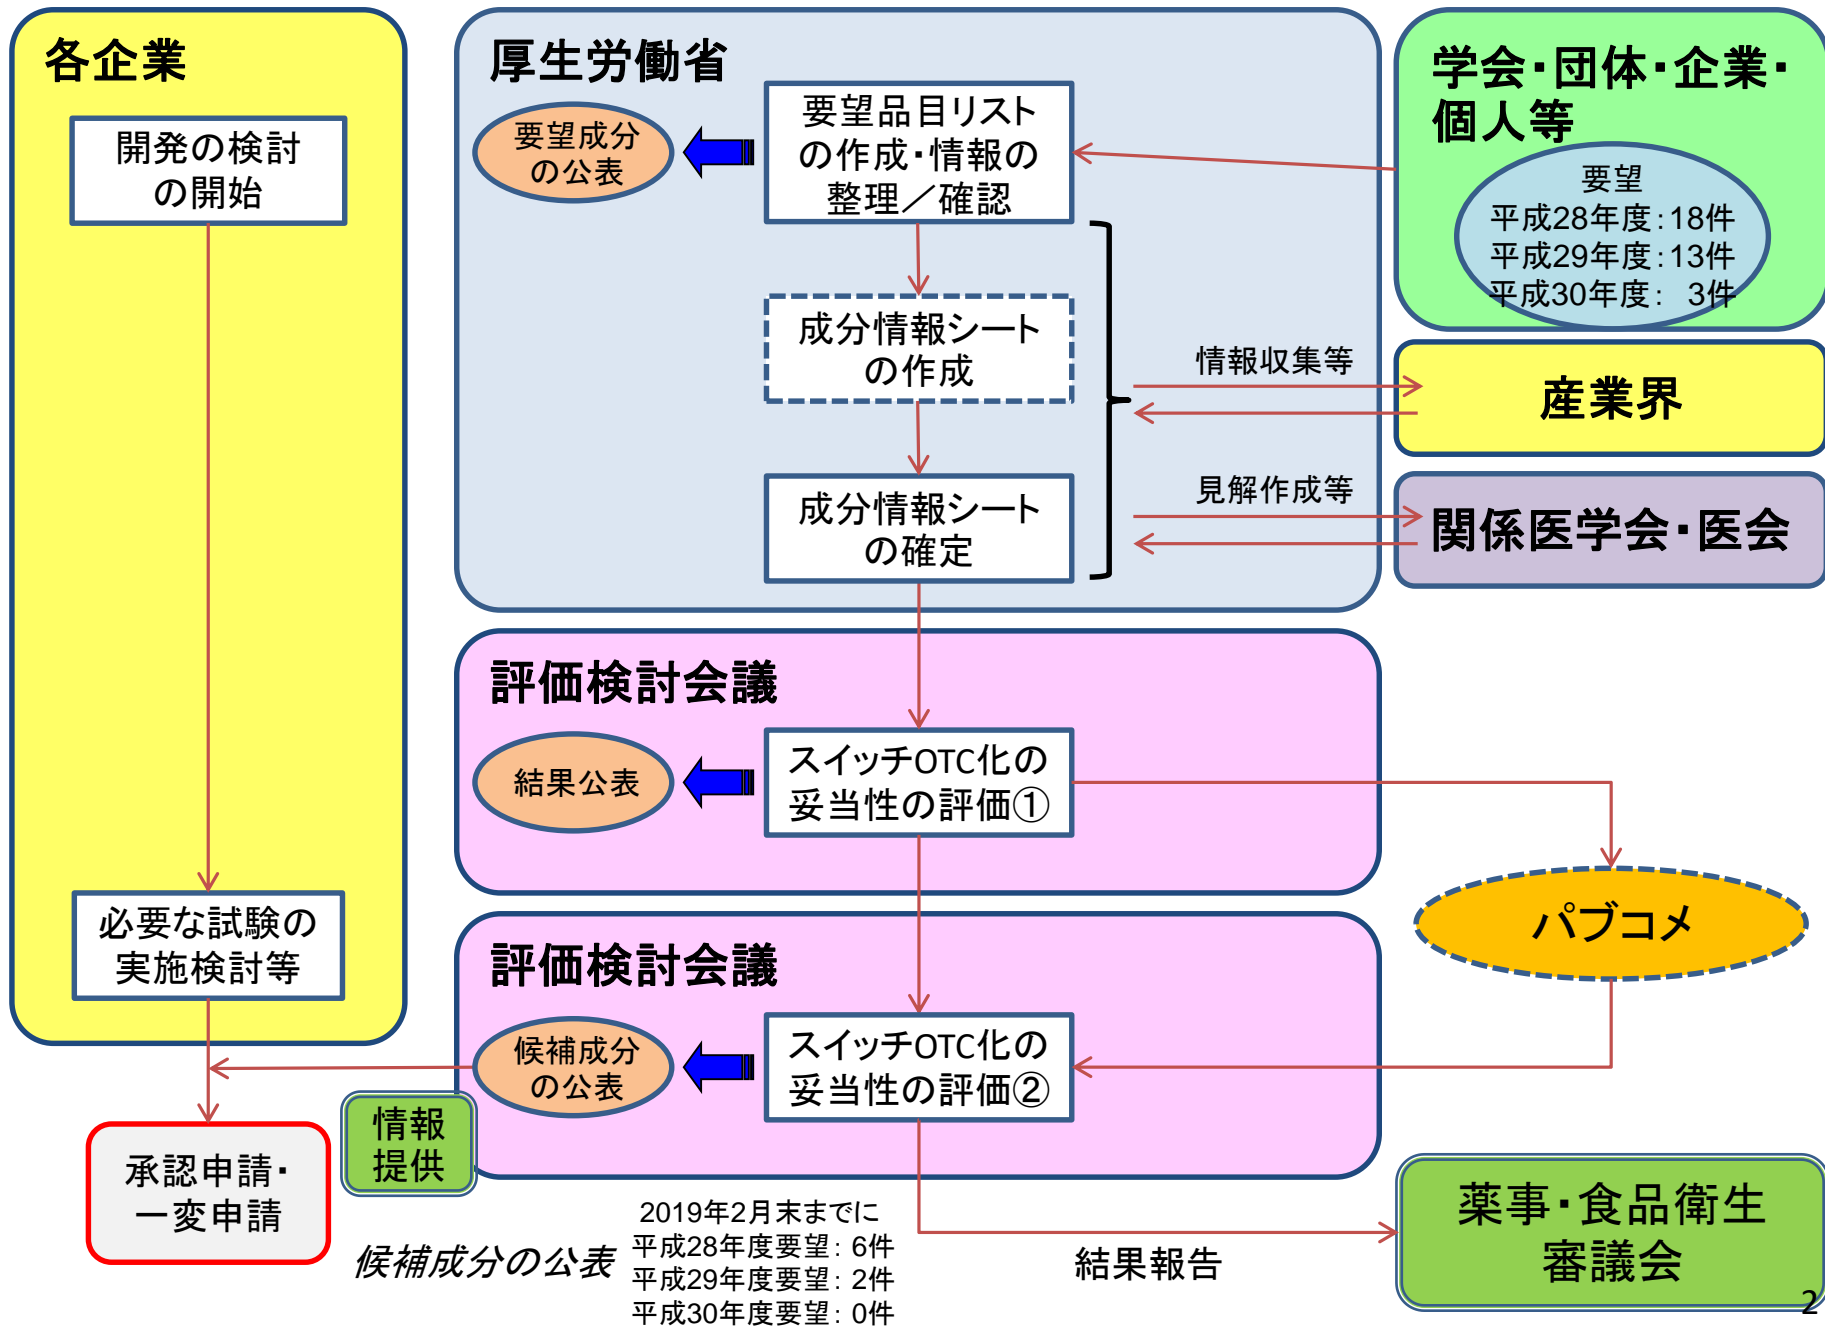 各企業
開発の検討
の開始
必要な試験の
実施検討等
承認申請・
一変申請
厚生労働省
要望成分
の公表
要望品目リスト
の作成・情報の
整理／確認
成分情報シート
の作成
成分情報シート
の確定
学会・団体・企業・
個人等
要望
平成28年度：18件
平成29年度：13件
平成30年度： 3件
情報収集等
産業界
見解作成等
関係医学会・医会
評価検討会議
結果公表
スイッチOTC化の
妥当性の評価①
パブコメ
評価検討会議
候補成分
の公表
スイッチOTC化の
妥当性の評価②
情報
提供
候補成分の公表
2019年2月末までに
平成28年度要望：6件
平成29年度要望：2件
平成30年度要望：0件
結果報告
薬事・食品衛生
審議会
2